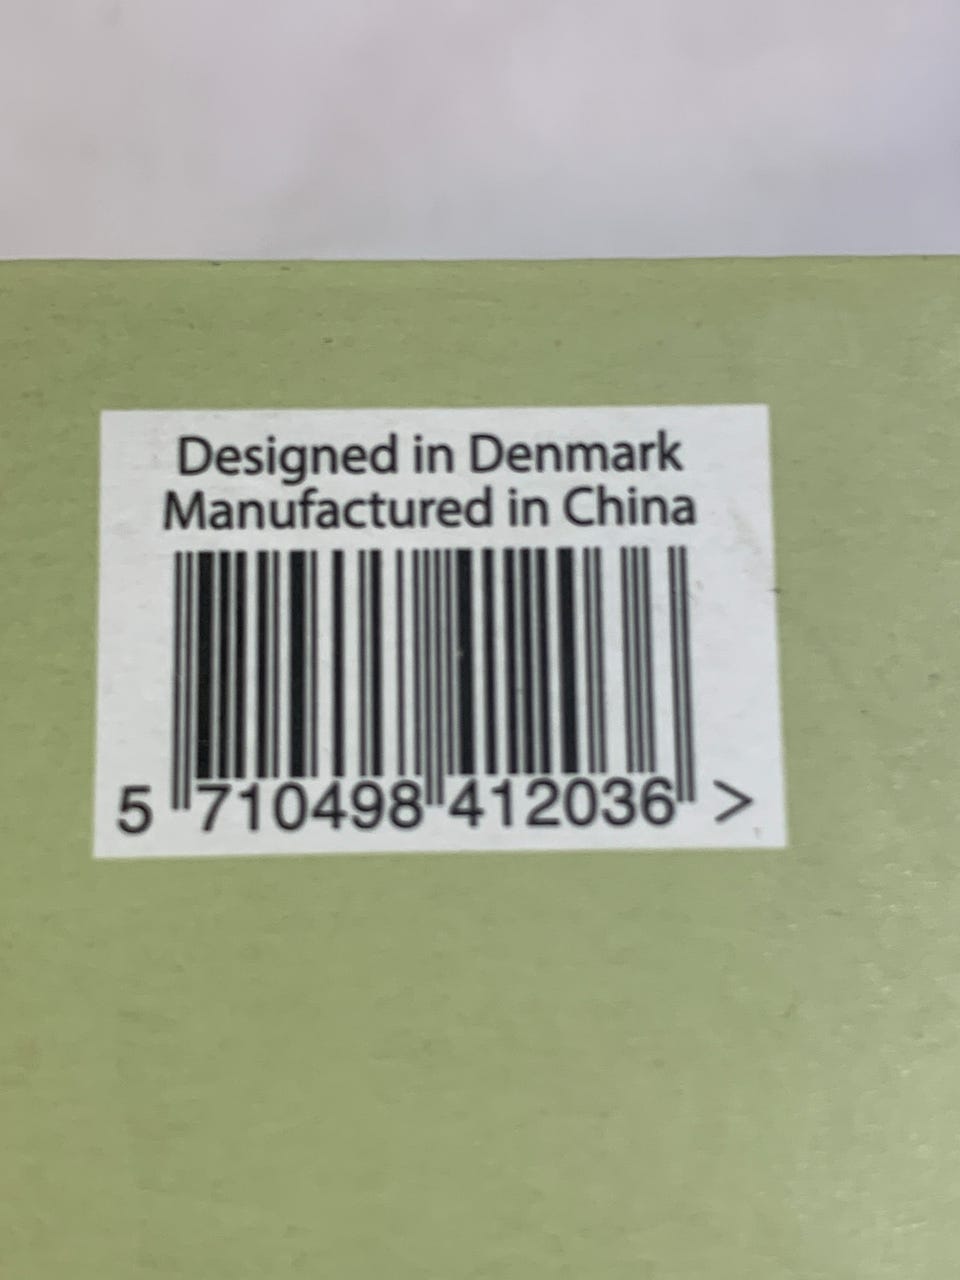 Designed in Denmark
Manufactured in China
5 710498 412036 >